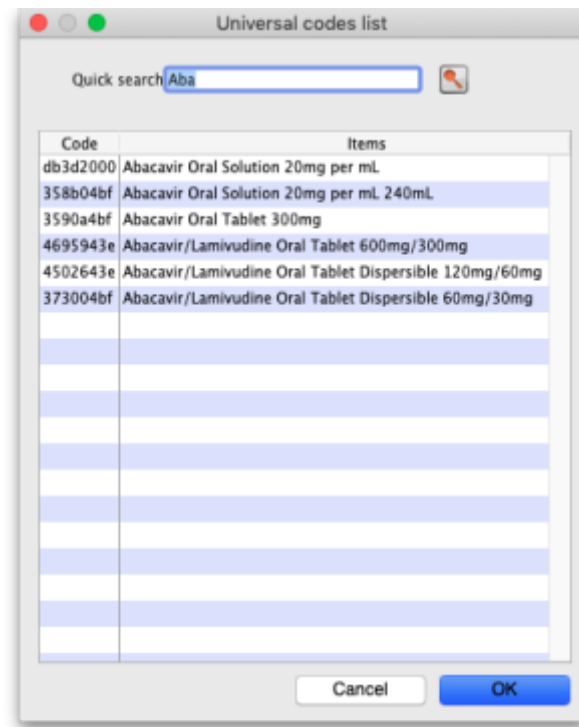 Universal codes list
Quick search Aba
Code Items
db3d2000 Abacavir Oral Solution 20mg per mL
358b04bf Abacavir Oral Solution 20mg per mL 240mL
3590a4bf Abacavir Oral Tablet 300mg
4695943e Abacavir/Lamivudine Oral Tablet 600mg/300mg
4502643e Abacavir/Lamivudine Oral Tablet Dispersible 120mg/60mg
373004bf Abacavir/Lamivudine Oral Tablet Dispersible 60mg/30mg
Cancel OK